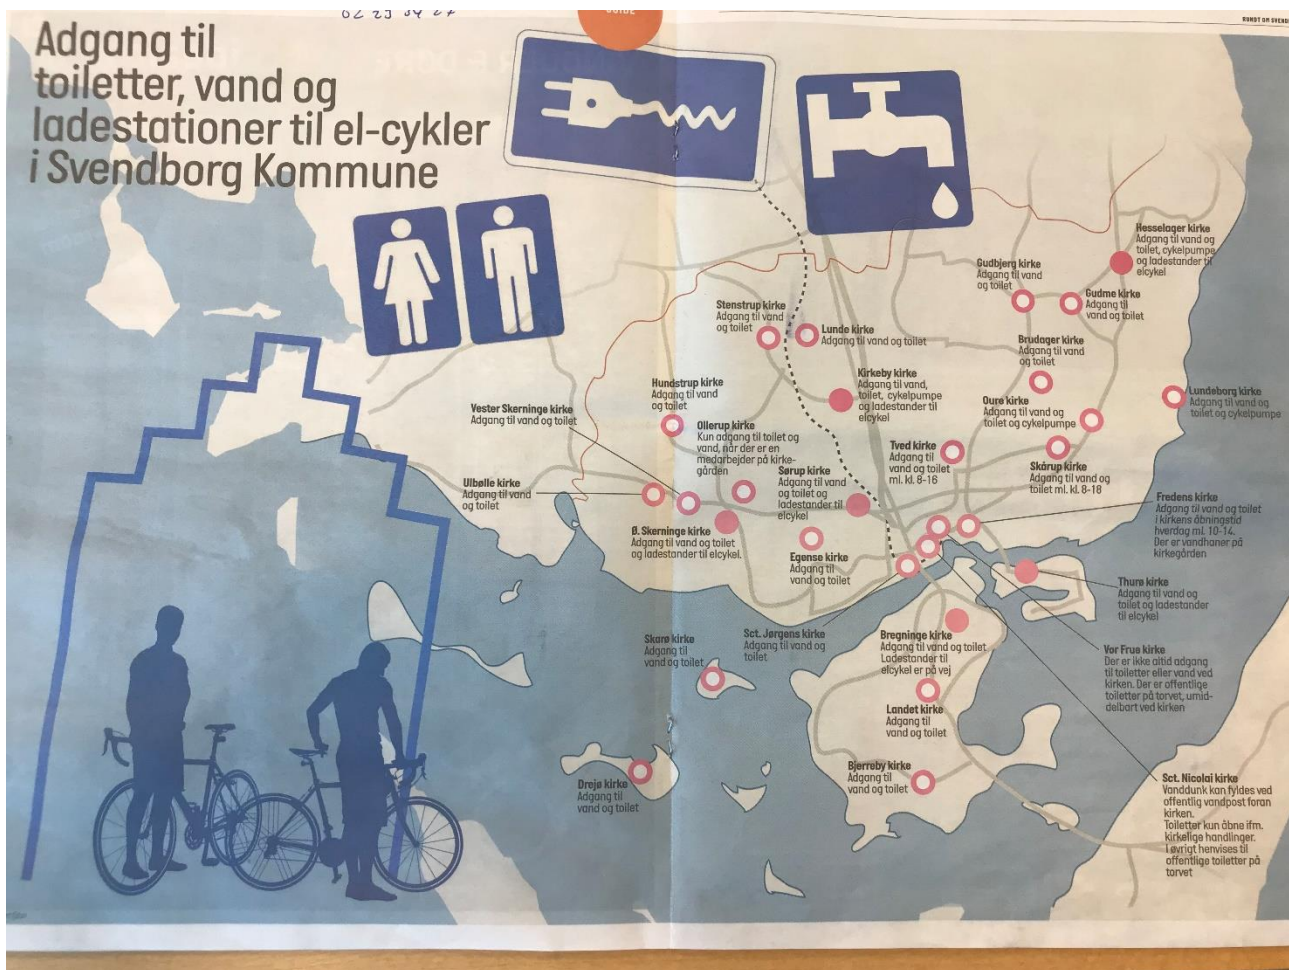 GUIDE
Adgang til
toiletter, vand og
ladestationer til el-cykler
i Svendborg Kommune
Hesselager kirke
Adgang til vand og
toilet, cykelpumpe
og ladestander til
elcykel
Gudbjerg kirke
Adgang til vand
og toilet
Gudme kirke
Adgang til
vand og toilet
Stenstrup kirke
Adgang til vand
og toilet
Lunde kirke
Adgang til vand og toilet
Brudager kirke
Adgang til vand
og toilet
Kirkeby kirke
Adgang til vand,
toilet, cykelpumpe
og ladestander til
elcykel
Hundstrup kirke
Adgang til vand
og toilet
Lundeborg kirke
Adgang til vand og
toilet og cykelpumpe
Oure kirke
Adgang til vand og
toilet og cykelpumpe
Vester Skerninge kirke
Adgang til vand og toilet
Ollerup kirke
Kun adgang til toilet og
vand, når der er en
medarbejder på kirke-
gården
Tved kirke
Adgang til
vand og toilet
ml. kl. 8-16
Skårup kirke
Adgang til vand og
toilet ml. kl. 8-18
Sørup kirke
Adgang til vand
og toilet og
ladestander til
elcykel
Ulbølle kirke
Adgang til vand
og toilet
Fredens kirke
Adgang til vand og toilet
i kirkens åbningstid
hverdag ml. 10-14.
Der er vandhaner på
kirkegården
Ø. Skerninge kirke
Adgang til vand og toilet
og ladestander til elcykel.
Egense kirke
Adgang til
vand og toilet
Thurø kirke
Adgang til vand og
toilet og ladestander
til elcykel
Skarø kirke
Adgang til
vand og toilet
Sct. Jørgens kirke
Adgang til vand og
toilet
Bregninge kirke
Adgang til vand og toilet
Ladestander til
elcykel er på vej
Vor Frue kirke
Der er ikke altid adgang
til toiletter eller vand ved
kirken. Der er offentlige
toiletter på torvet, umid-
delbart ved kirken
Landet kirke
Adgang til
vand og toilet
Bjerreby kirke
Adgang til
vand og toilet
Drejø kirke
Adgang til
vand og toilet
Sct. Nicolai kirke
Vanddunk kan fyldes ved
offentlig vandpost foran
kirken.
Toiletter kun åbne ifm.
kirkelige handlinger.
I øvrigt henvises til
offentlige toiletter på
torvet